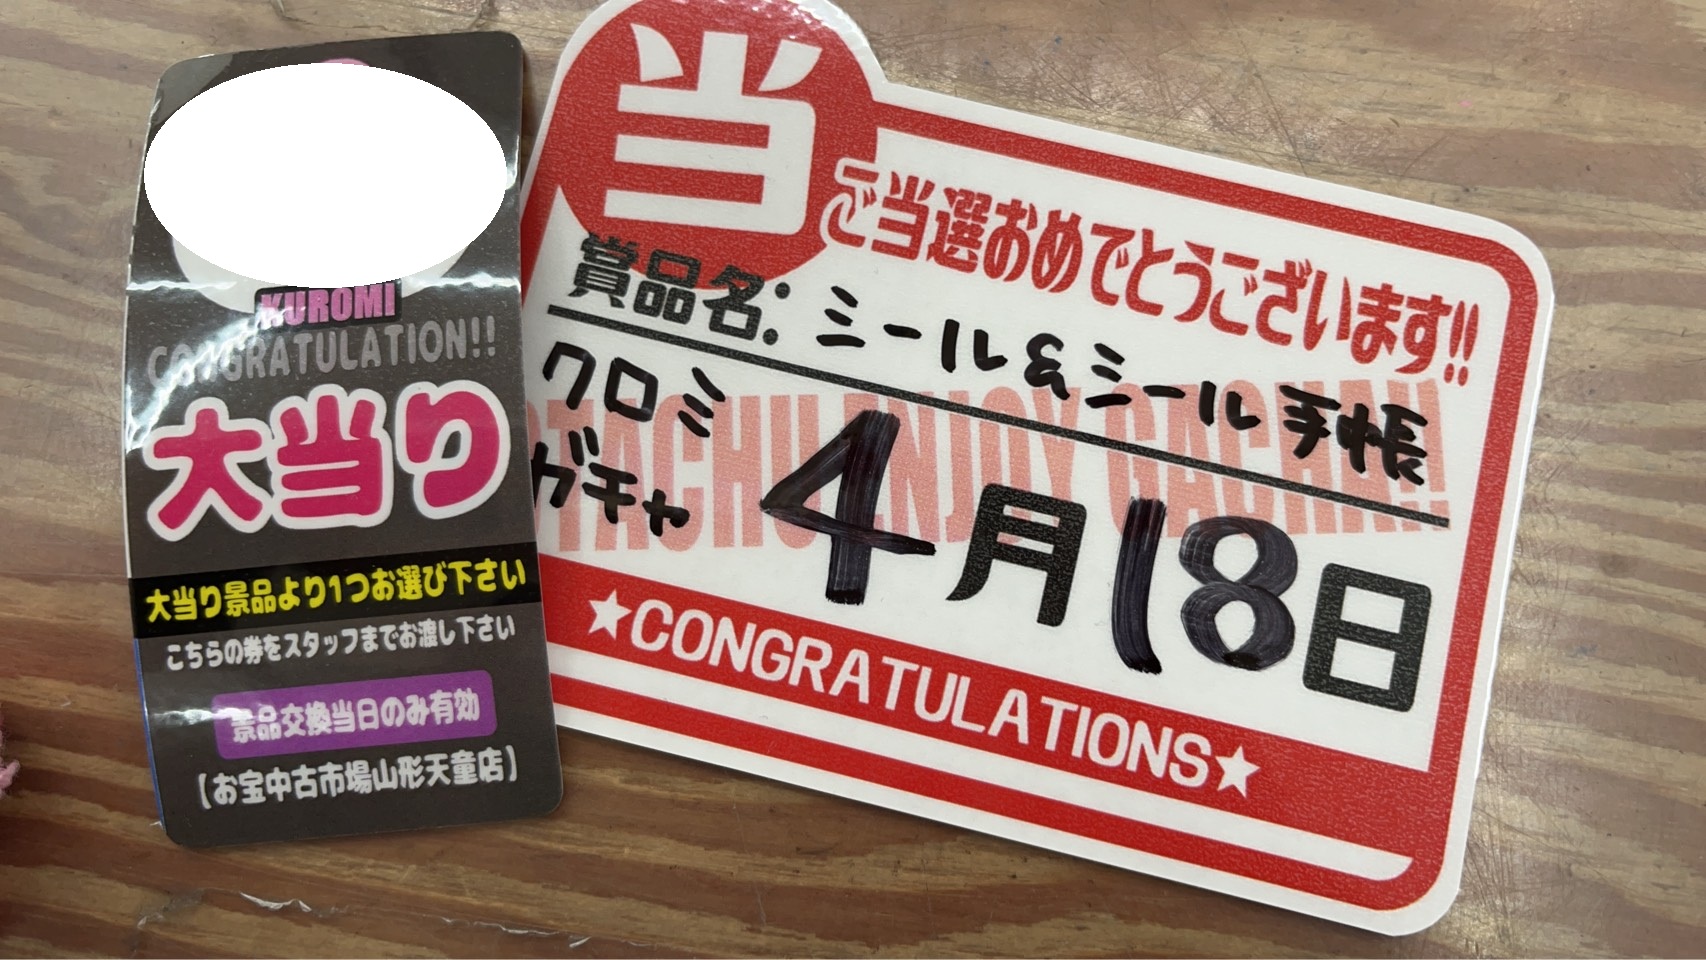 KUROMI
CONGRATULATION!!
大当り
大当り景品より1つお選び下さい
こちらの券をスタッフまでお渡し下さい
景品交換当日のみ有効
【お宝中古市場山形天童店】
当
ご当選おめでとうございます!!
賞品名: ミール&ミール手帳
クロミ
ガチャ
ENJOY GACHA!!
4月18日
★CONGRATULATIONS★